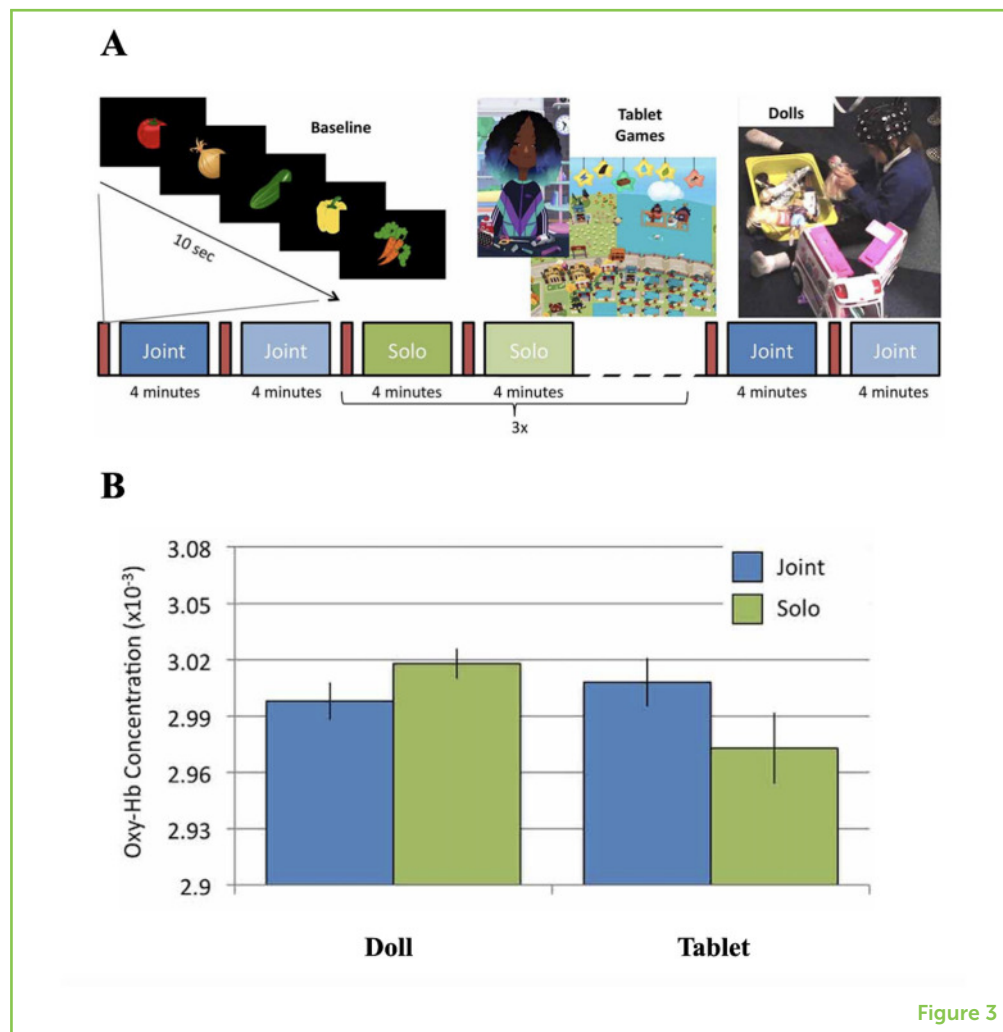 A
Baseline
Tablet
Games
Dolls
10 sec
Joint
Joint
Solo
Solo
Joint
Joint
4 minutes
4 minutes
4 minutes
4 minutes
4 minutes
4 minutes
3x
B
Oxy-Hb Concentration (x10⁻³)
3.08
3.05
3.02
2.99
2.96
2.93
2.9
Joint
Solo
Doll
Tablet
Figure 3